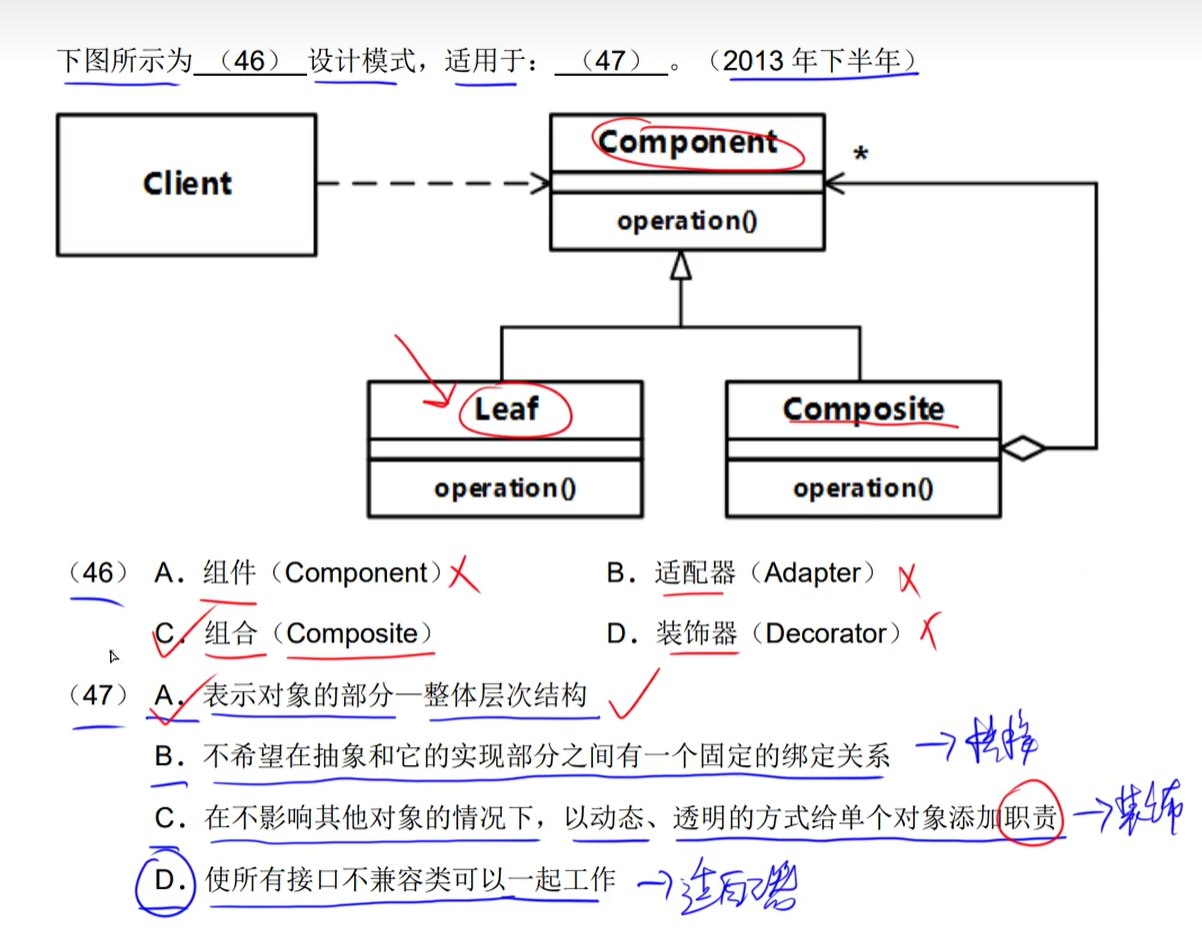 下图所示为 （46） 设计模式，适用于： （47） 。（2013 年下半年）
Component
*
Client
operation()
Leaf
Composite
operation()
operation()
（46） A．组件（Component） B．适配器（Adapter）
C．组合（Composite） D．装饰器（Decorator）
（47） A．表示对象的部分—整体层次结构
B．不希望在抽象和它的实现部分之间有一个固定的绑定关系 →桥接
C．在不影响其他对象的情况下，以动态、透明的方式给单个对象添加职责 →装饰
D．使所有接口不兼容类可以一起工作 →适配器